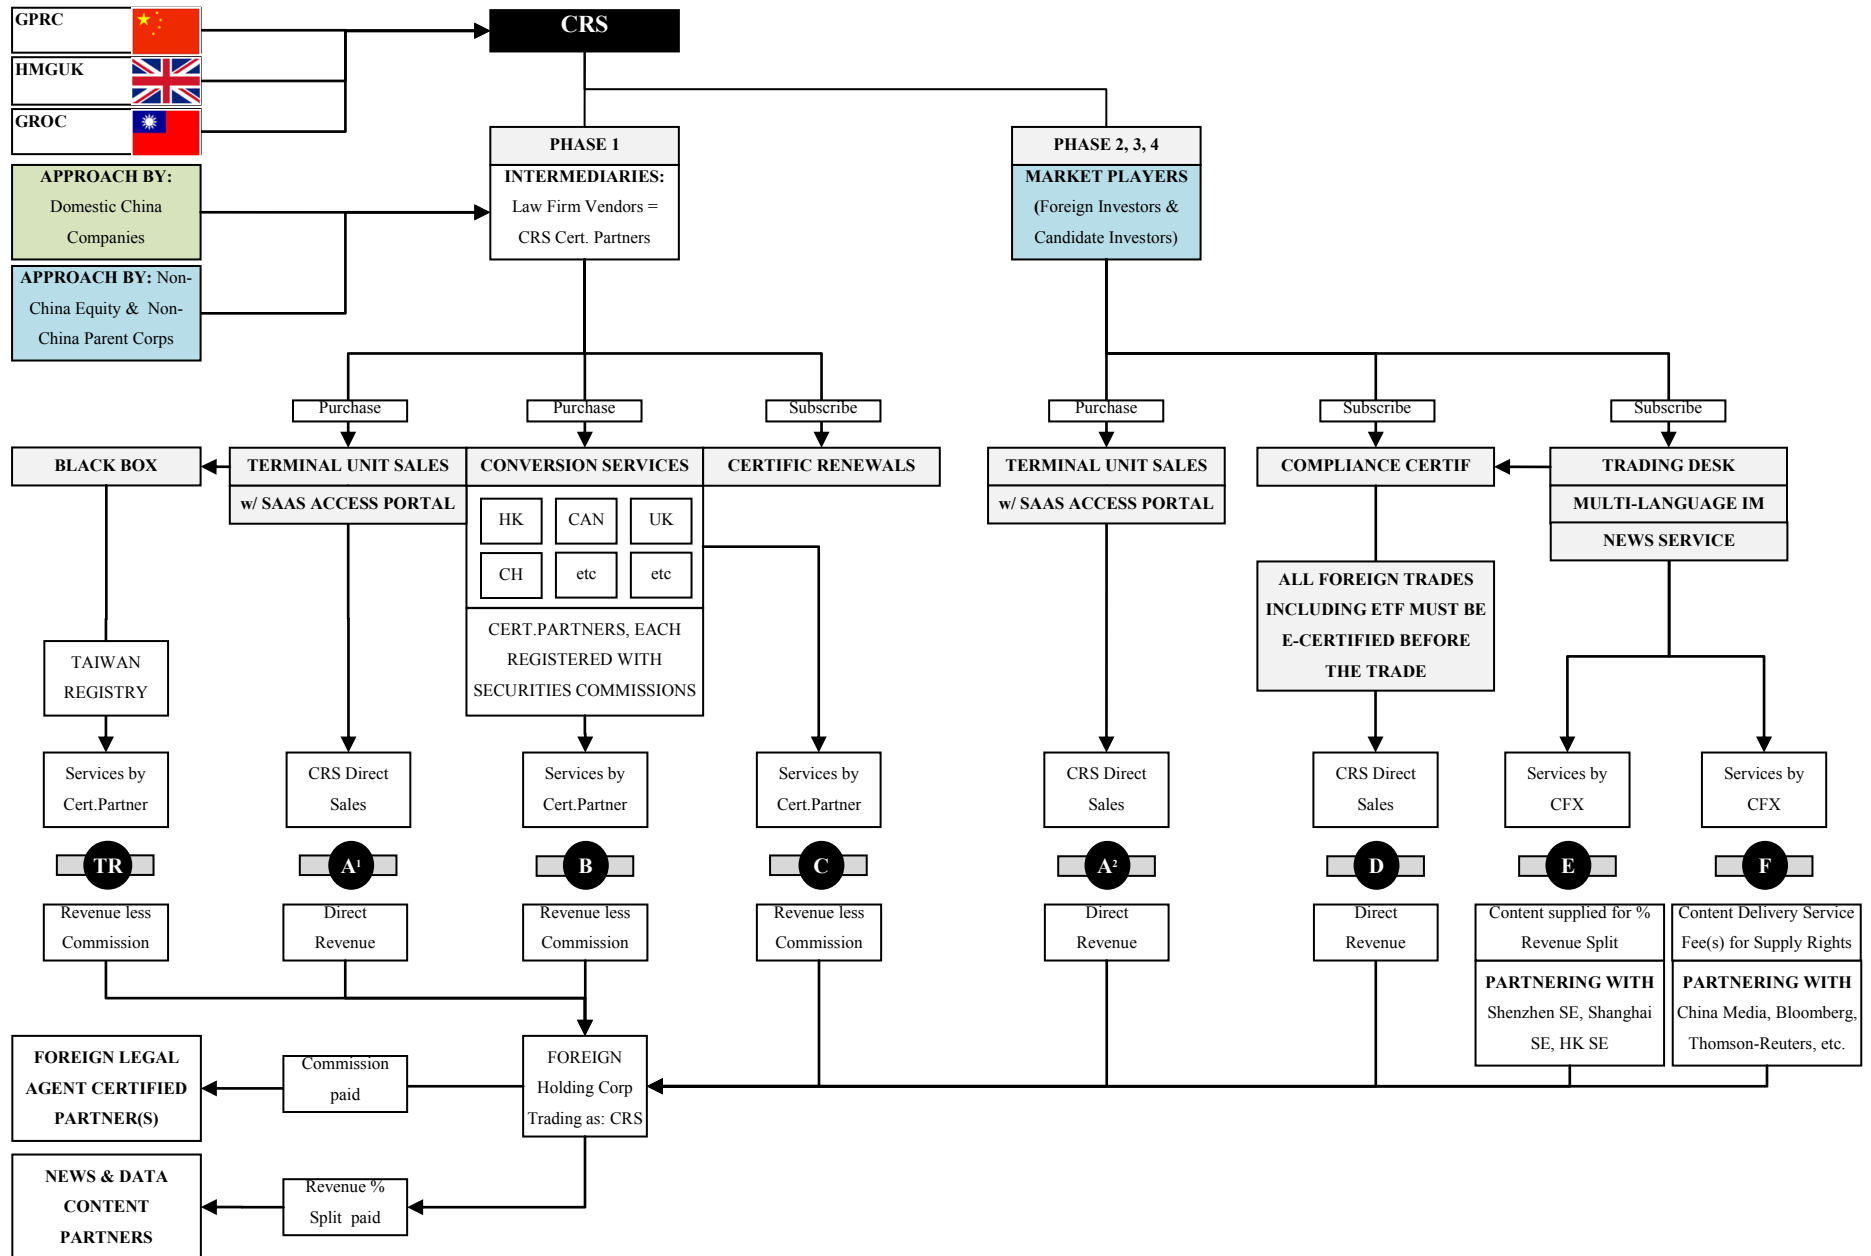 GPRC
HMGUK
GROC
CRS
APPROACH BY:
Domestic China
Companies
APPROACH BY: Non-
China Equity & Non-
China Parent Corps
PHASE 1
INTERMEDIARIES:
Law Firm Vendors =
CRS Cert. Partners
PHASE 2, 3, 4
MARKET PLAYERS
(Foreign Investors &
Candidate Investors)
Purchase
Purchase
Subscribe
Purchase
Subscribe
Subscribe
BLACK BOX
TERMINAL UNIT SALES
w/ SAAS ACCESS PORTAL
CONVERSION SERVICES
HK
CAN
UK
CH
etc
etc
CERT.PARTNERS, EACH
REGISTERED WITH
SECURITIES COMMISSIONS
CERTIFIC RENEWALS
TERMINAL UNIT SALES
w/ SAAS ACCESS PORTAL
COMPLIANCE CERTIF
ALL FOREIGN TRADES
INCLUDING ETF MUST BE
E-CERTIFIED BEFORE
THE TRADE
TRADING DESK
MULTI-LANGUAGE IM
NEWS SERVICE
TAIWAN
REGISTRY
Services by
Cert.Partner
CRS Direct
Sales
Services by
Cert.Partner
Services by
Cert.Partner
CRS Direct
Sales
CRS Direct
Sales
Services by
CFX
Services by
CFX
TR
A¹
B
C
A²
D
E
F
Revenue less
Commission
Direct
Revenue
Revenue less
Commission
Revenue less
Commission
Direct
Revenue
Direct
Revenue
Content supplied for %
Revenue Split
PARTNERING WITH
Shenzhen SE, Shanghai
SE, HK SE
Content Delivery Service
Fee(s) for Supply Rights
PARTNERING WITH
China Media, Bloomberg,
Thomson-Reuters, etc.
FOREIGN LEGAL
AGENT CERTIFIED
PARTNER(S)
Commission
paid
FOREIGN
Holding Corp
Trading as: CRS
NEWS & DATA
CONTENT
PARTNERS
Revenue %
Split paid